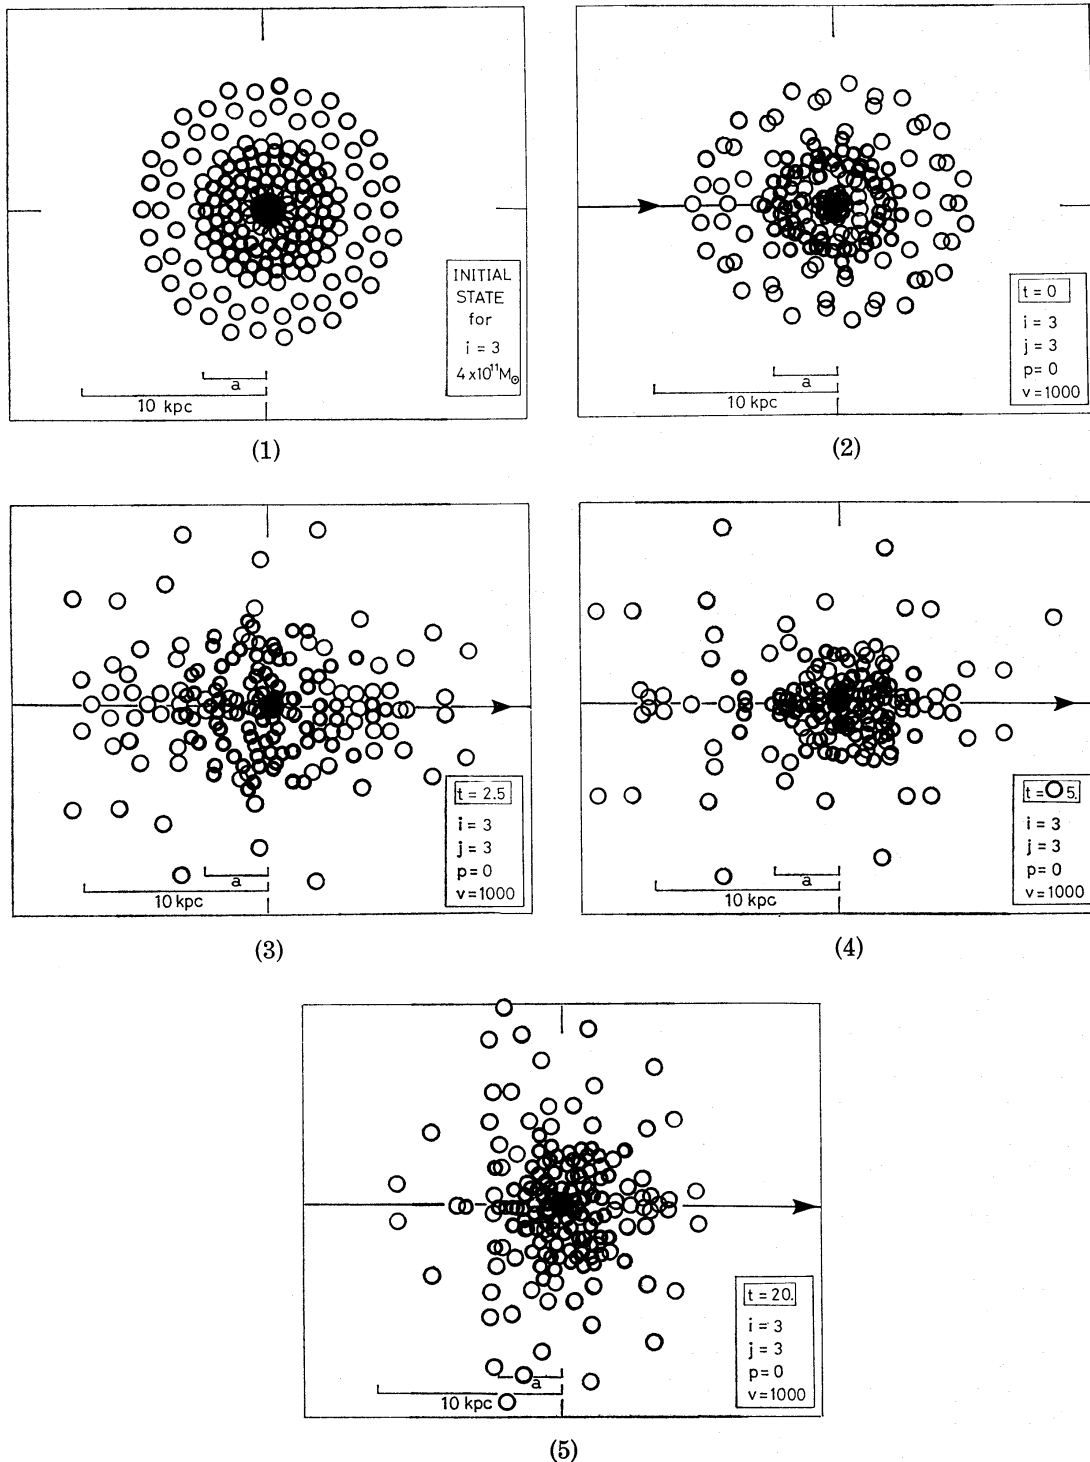 INITIAL
STATE
for
i = 3
4 x 10¹¹ M⊙
a
10 kpc
(1)
t = 0
i = 3
j = 3
p = 0
v = 1000
a
10 kpc
(2)
t = 2.5
i = 3
j = 3
p = 0
v = 1000
a
10 kpc
(3)
t = 5.
i = 3
j = 3
p = 0
v = 1000
a
10 kpc
(4)
t = 20.
i = 3
j = 3
p = 0
v = 1000
a
10 kpc
(5)